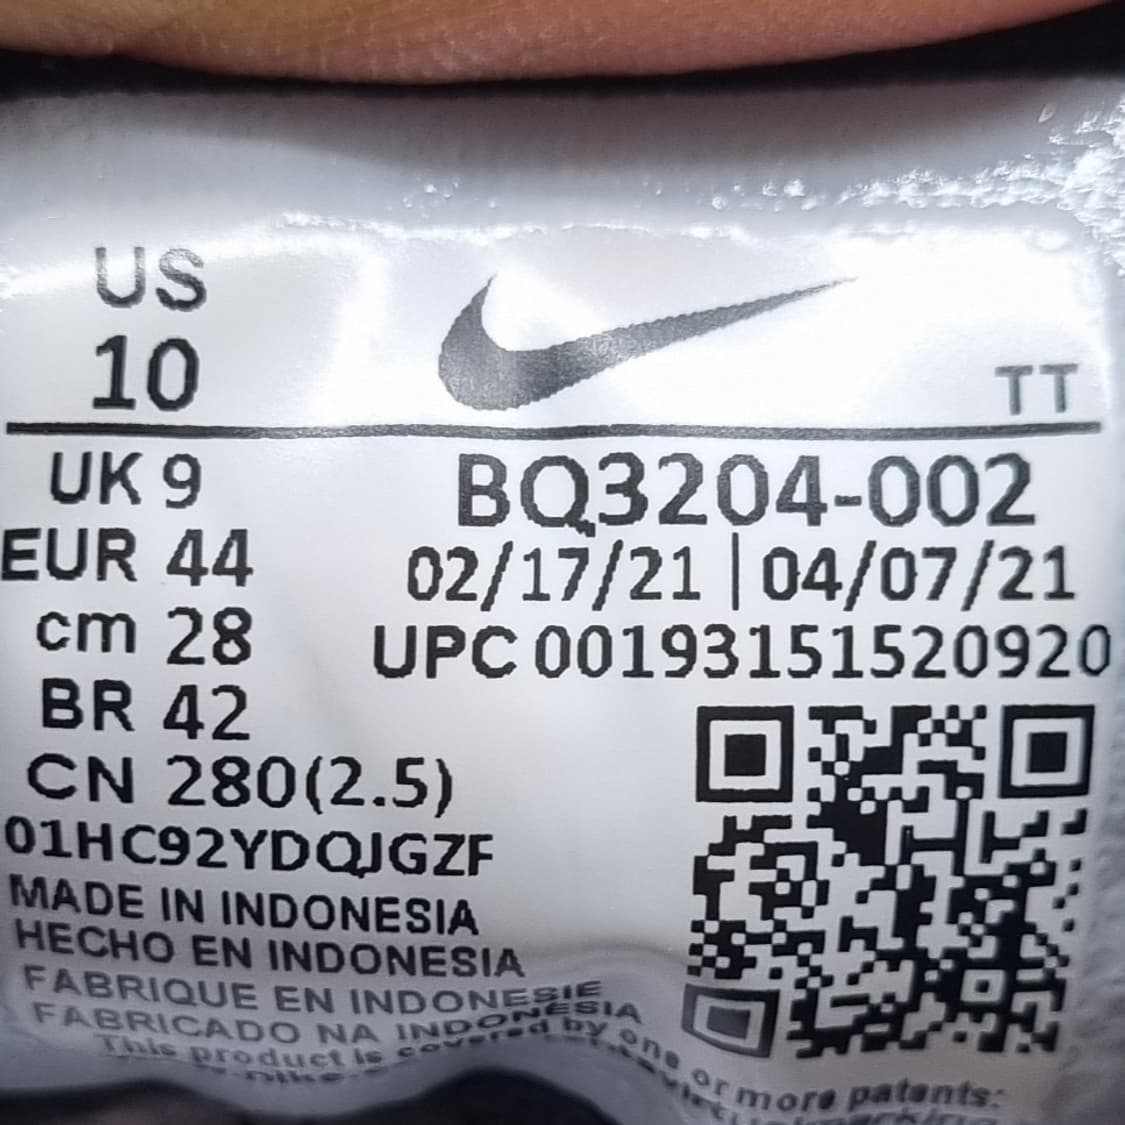 US
10
TT
UK 9
EUR 44
cm 28
BR 42
CN 280(2.5)
BQ3204-002
02/17/21 | 04/07/21
UPC 00193151520920
01HC92YDQJGZF
MADE IN INDONESIA
HECHO EN INDONESIA
FABRIQUE EN INDONESIE
FABRICADO NA INDONESIA
This product is covered by one or more patents: